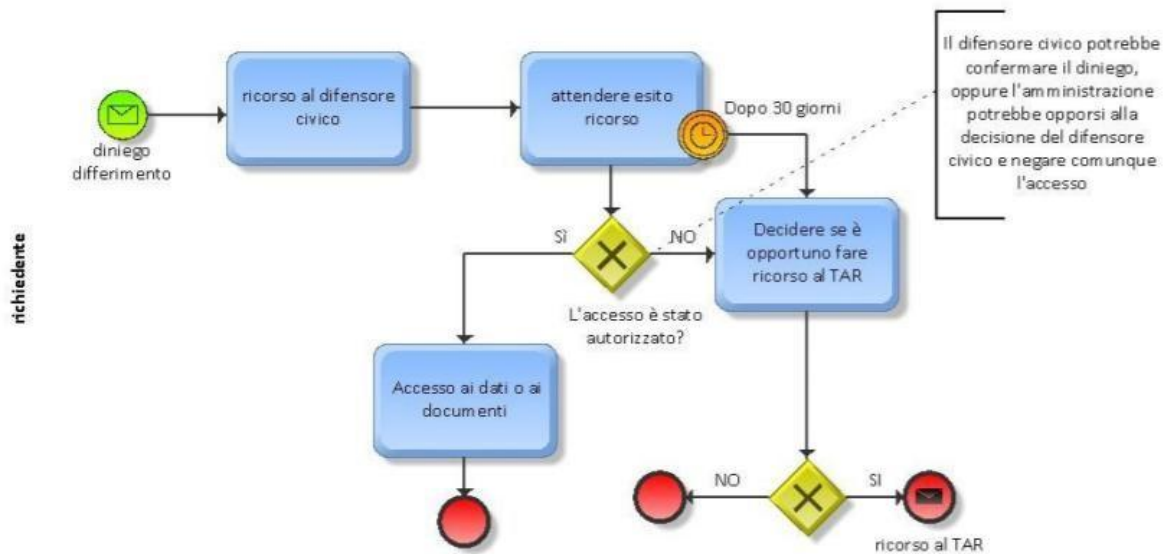 richiedente
diniego
differimento
ricorso al difensore
civico
attendere esito
ricorso
Dopo 30 giorni
Il difensore civico potrebbe
confermare il diniego,
oppure l'amministrazione
potrebbe opporsi alla
decisione del difensore
civico e negare comunque
l'accesso
Sì
NO
L'accesso è stato
autorizzato?
Decidere se è
opportuno fare
ricorso al TAR
Accesso ai dati o ai
documenti
NO
SI
ricorso al TAR